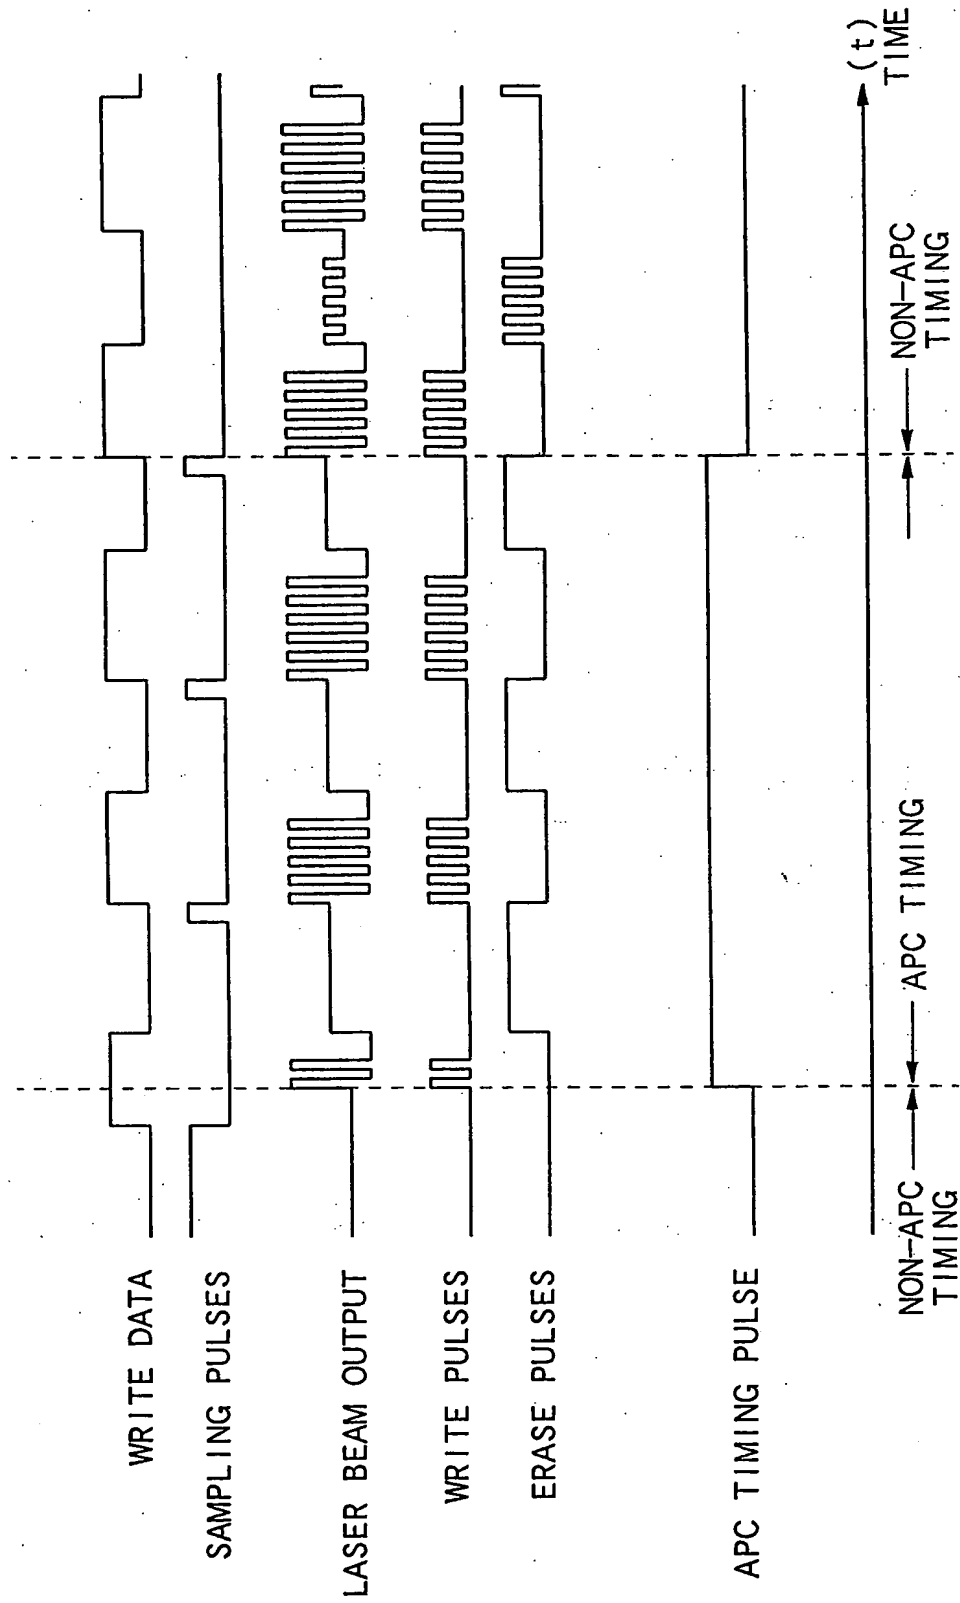 WRITE DATA
SAMPLING PULSES
LASER BEAM OUTPUT
WRITE PULSES
ERASE PULSES
APC TIMING PULSE
NON-APC
TIMING
APC TIMING
NON-APC
TIMING
(t)
TIME